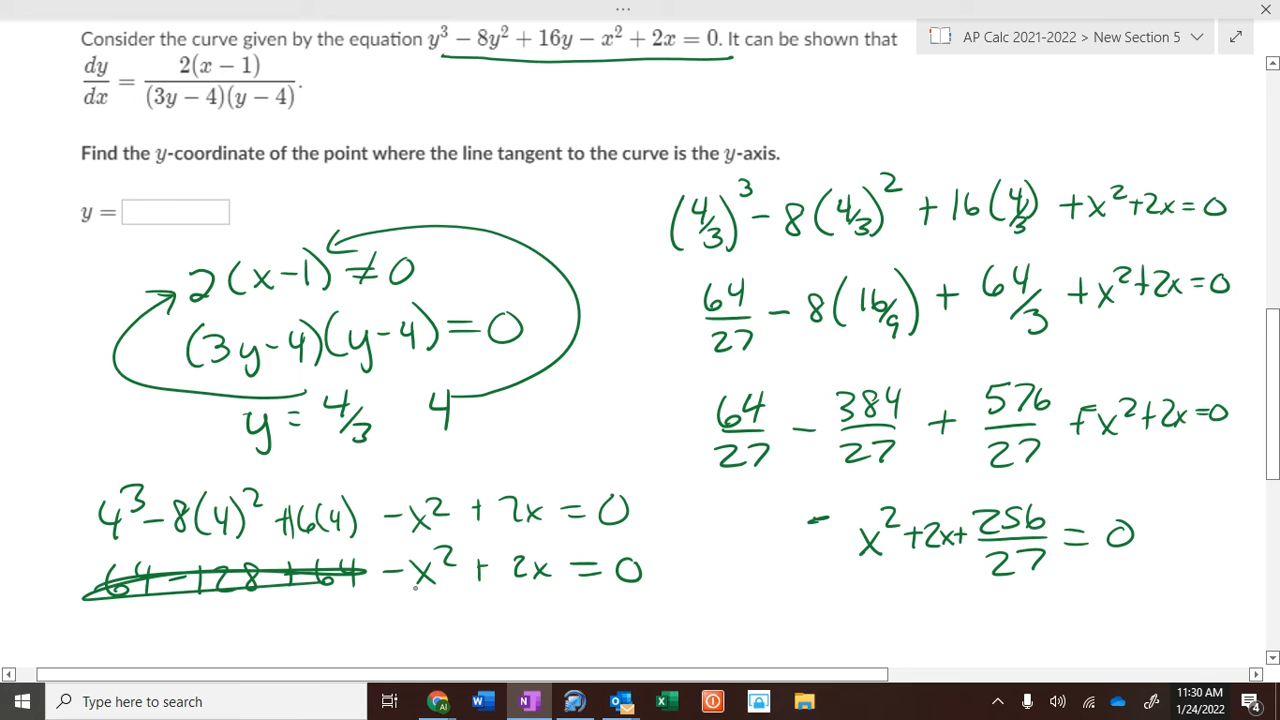 Consider the curve given by the equation y³ − 8y² + 16y − x² + 2x = 0. It can be shown that
AP Calc 2021-2022 > New Section 5
dy/dx = 2(x − 1)/((3y − 4)(y − 4)).
Find the y-coordinate of the point where the line tangent to the curve is the y-axis.
y =
2(x-1) ≠ 0
(3y-4)(y-4) = 0
y = 4/3 4
4³ - 8(4)² + 16(4) - x² + 2x = 0
64 - 128 + 64 - x² + 2x = 0
(4/3)³ - 8(4/3)² + 16(4/3) + x² + 2x = 0
64/27 - 8(16/9) + 64/3 + x² + 2x = 0
64/27 - 384/27 + 576/27 + x² + 2x = 0
- x² + 2x + 256/27 = 0
Type here to search
11:30 AM
1/24/2022
4